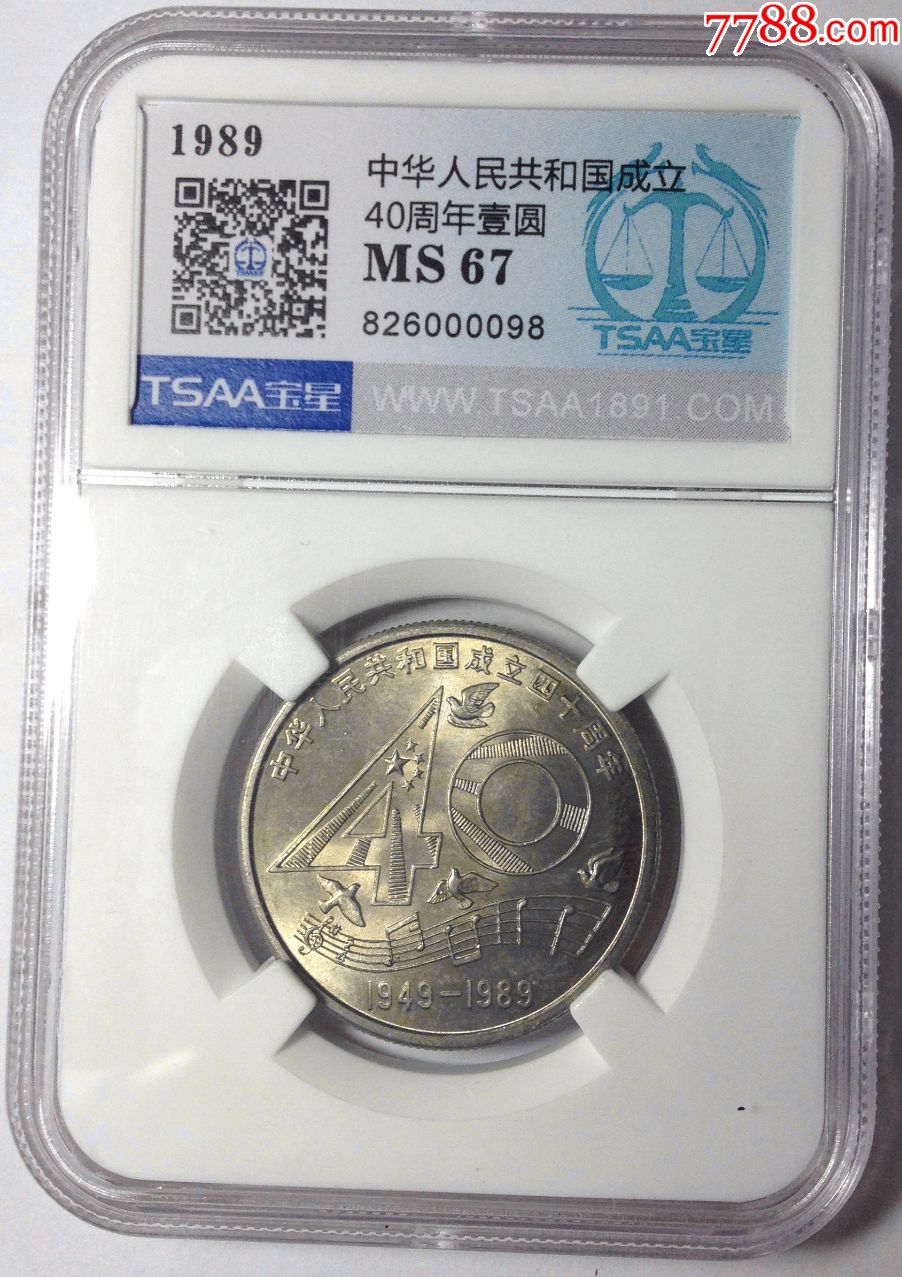 7788.com
1989
中华人民共和国成立
40周年壹圆
MS 67
826000098
TSAA宝星
TSAA宝星
WWW TSAA1891.COM
中华人民共和国成立四十周年
1949-1989